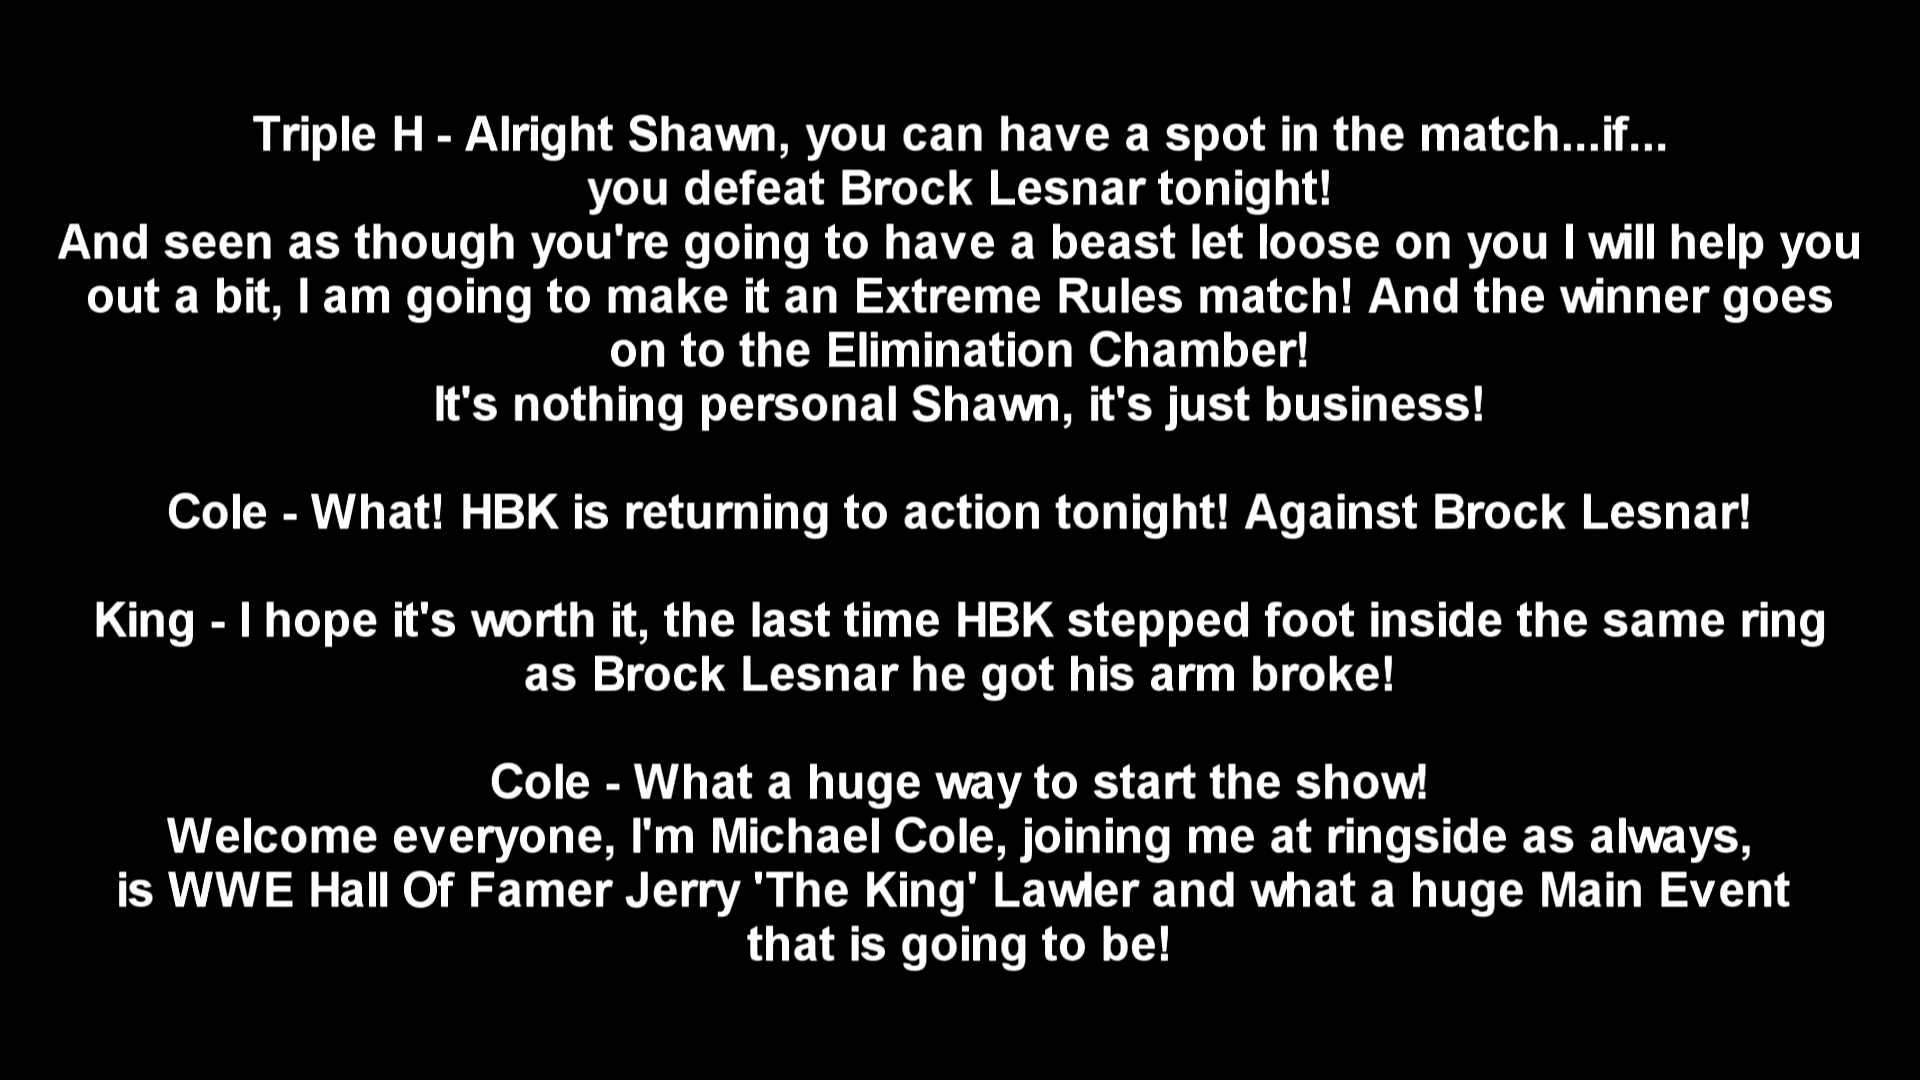 Triple H - Alright Shawn, you can have a spot in the match...if...
you defeat Brock Lesnar tonight!
And seen as though you're going to have a beast let loose on you I will help you
out a bit, I am going to make it an Extreme Rules match! And the winner goes
on to the Elimination Chamber!
It's nothing personal Shawn, it's just business!
Cole - What! HBK is returning to action tonight! Against Brock Lesnar!
King - I hope it's worth it, the last time HBK stepped foot inside the same ring
as Brock Lesnar he got his arm broke!
Cole - What a huge way to start the show!
Welcome everyone, I'm Michael Cole, joining me at ringside as always,
is WWE Hall Of Famer Jerry 'The King' Lawler and what a huge Main Event
that is going to be!